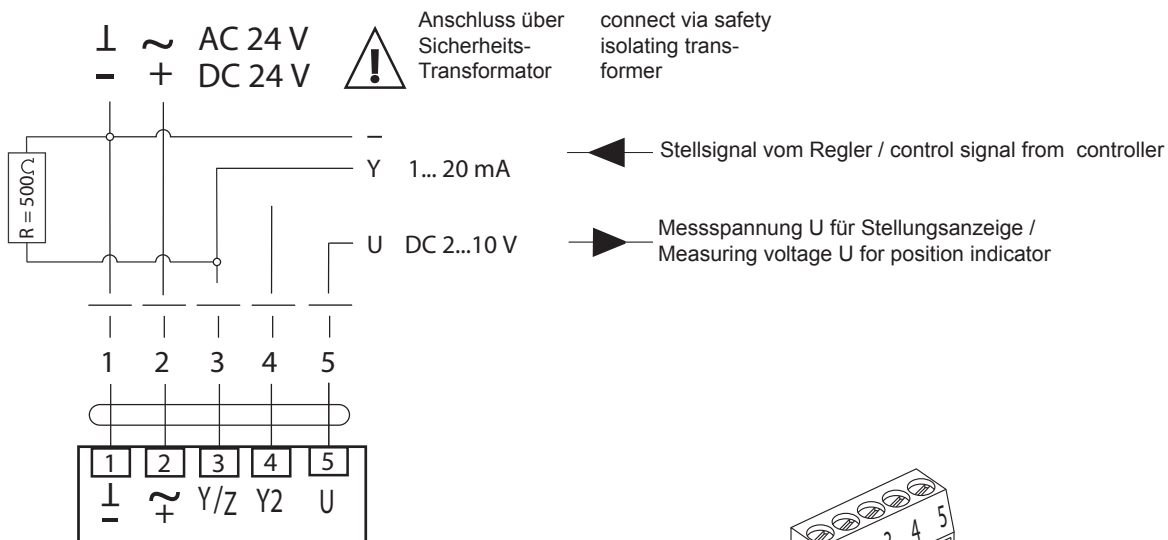 ⊥ ~ AC 24 V
– + DC 24 V
Anschluss über
Sicherheits-
Transformator
connect via safety
isolating trans-
former
R = 500Ω
–
Y 1... 20 mA
Stellsignal vom Regler / control signal from controller
U DC 2...10 V
Messspannung U für Stellungsanzeige /
Measuring voltage U for position indicator
1 2 3 4 5
1 2 3 4 5
⊥ ~ Y/Z Y2 U
– +
4 5